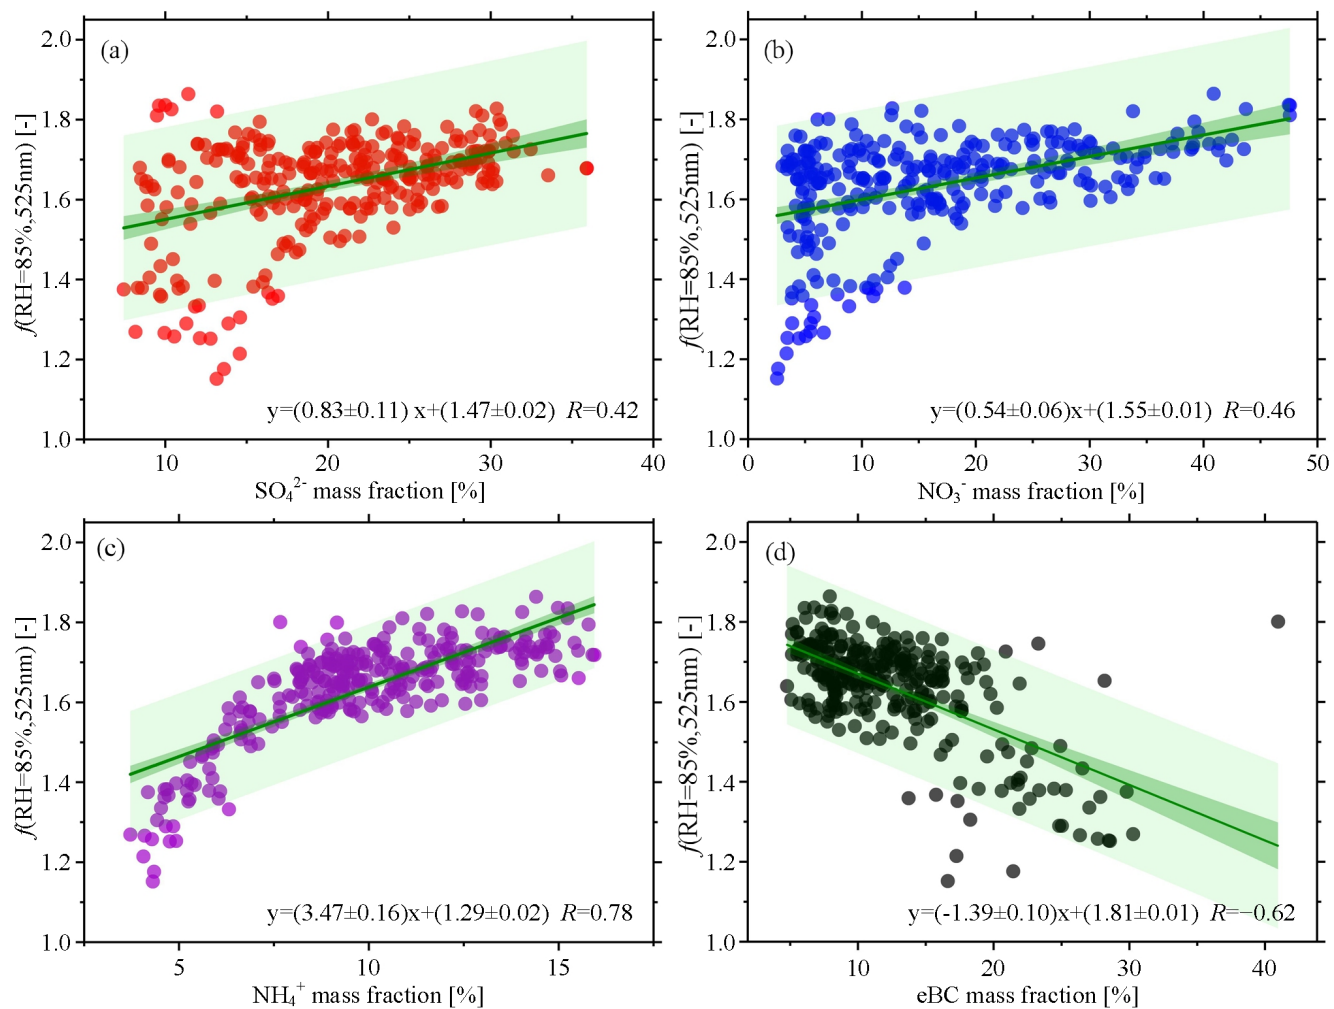 (a)
2.0
1.8
1.6
1.4
1.2
1.0
f(RH=85%,525nm) [-]
y=(0.83±0.11) x+(1.47±0.02) R=0.42
10 20 30 40
SO₄²⁻ mass fraction [%]
(b)
2.0
1.8
1.6
1.4
1.2
1.0
f(RH=85%,525nm) [-]
y=(0.54±0.06)x+(1.55±0.01) R=0.46
0 10 20 30 40 50
NO₃⁻ mass fraction [%]
(c)
2.0
1.8
1.6
1.4
1.2
1.0
f(RH=85%,525nm) [-]
y=(3.47±0.16)x+(1.29±0.02) R=0.78
5 10 15
NH₄⁺ mass fraction [%]
(d)
2.0
1.8
1.6
1.4
1.2
1.0
f(RH=85%,525nm) [-]
y=(-1.39±0.10)x+(1.81±0.01) R=−0.62
10 20 30 40
eBC mass fraction [%]